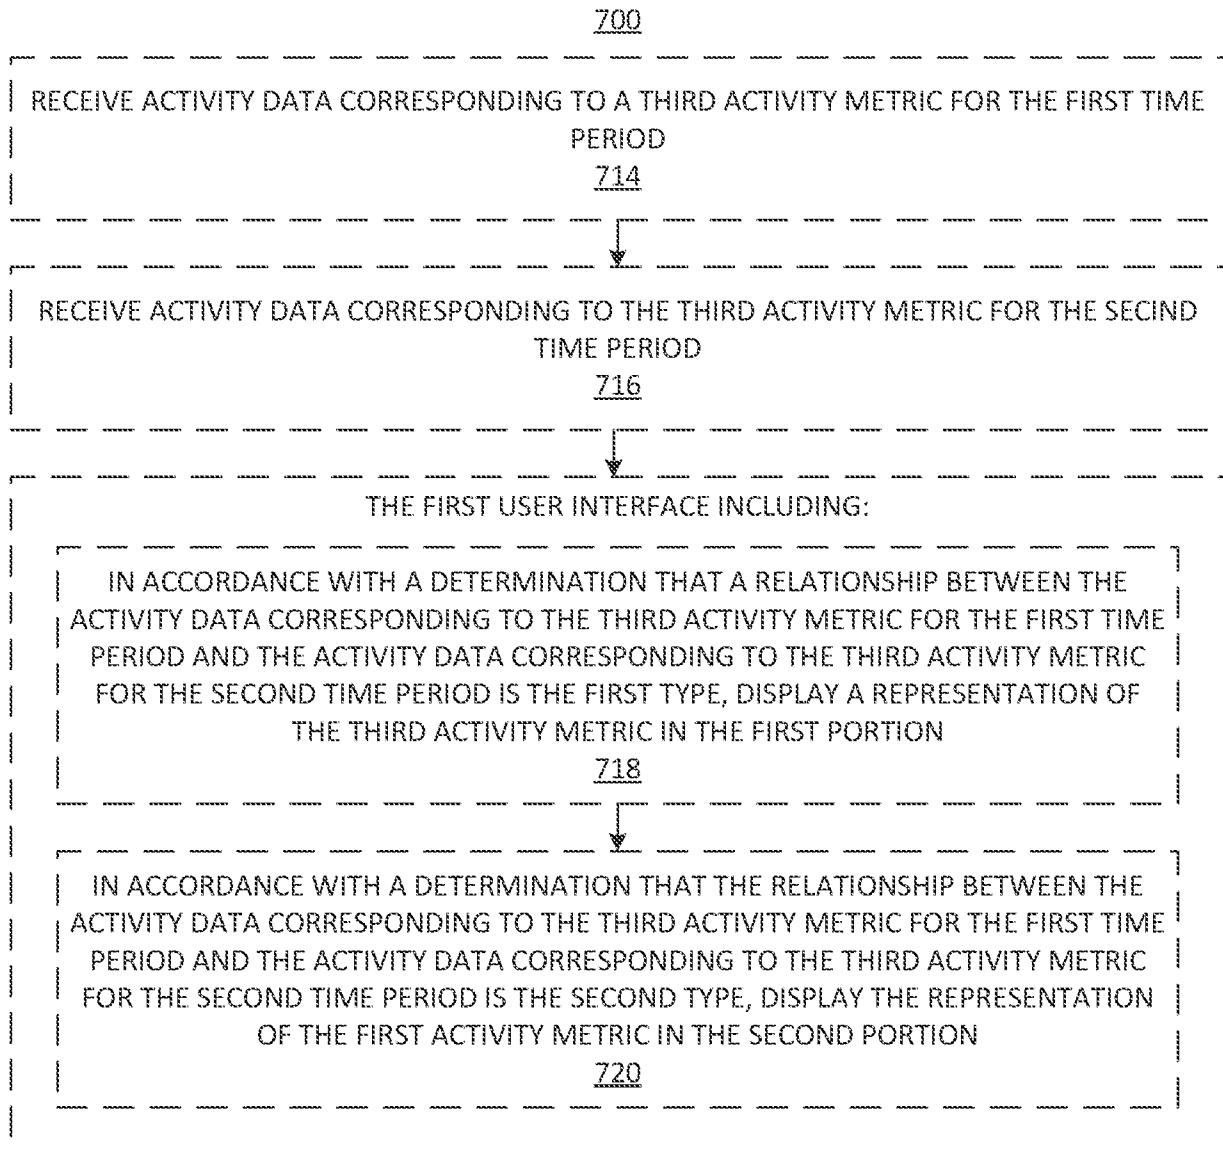 700
RECEIVE ACTIVITY DATA CORRESPONDING TO A THIRD ACTIVITY METRIC FOR THE FIRST TIME
PERIOD
714
RECEIVE ACTIVITY DATA CORRESPONDING TO THE THIRD ACTIVITY METRIC FOR THE SECIND
TIME PERIOD
716
THE FIRST USER INTERFACE INCLUDING:
IN ACCORDANCE WITH A DETERMINATION THAT A RELATIONSHIP BETWEEN THE
ACTIVITY DATA CORRESPONDING TO THE THIRD ACTIVITY METRIC FOR THE FIRST TIME
PERIOD AND THE ACTIVITY DATA CORRESPONDING TO THE THIRD ACTIVITY METRIC
FOR THE SECOND TIME PERIOD IS THE FIRST TYPE, DISPLAY A REPRESENTATION OF
THE THIRD ACTIVITY METRIC IN THE FIRST PORTION
718
IN ACCORDANCE WITH A DETERMINATION THAT THE RELATIONSHIP BETWEEN THE
ACTIVITY DATA CORRESPONDING TO THE THIRD ACTIVITY METRIC FOR THE FIRST TIME
PERIOD AND THE ACTIVITY DATA CORRESPONDING TO THE THIRD ACTIVITY METRIC
FOR THE SECOND TIME PERIOD IS THE SECOND TYPE, DISPLAY THE REPRESENTATION
OF THE FIRST ACTIVITY METRIC IN THE SECOND PORTION
720